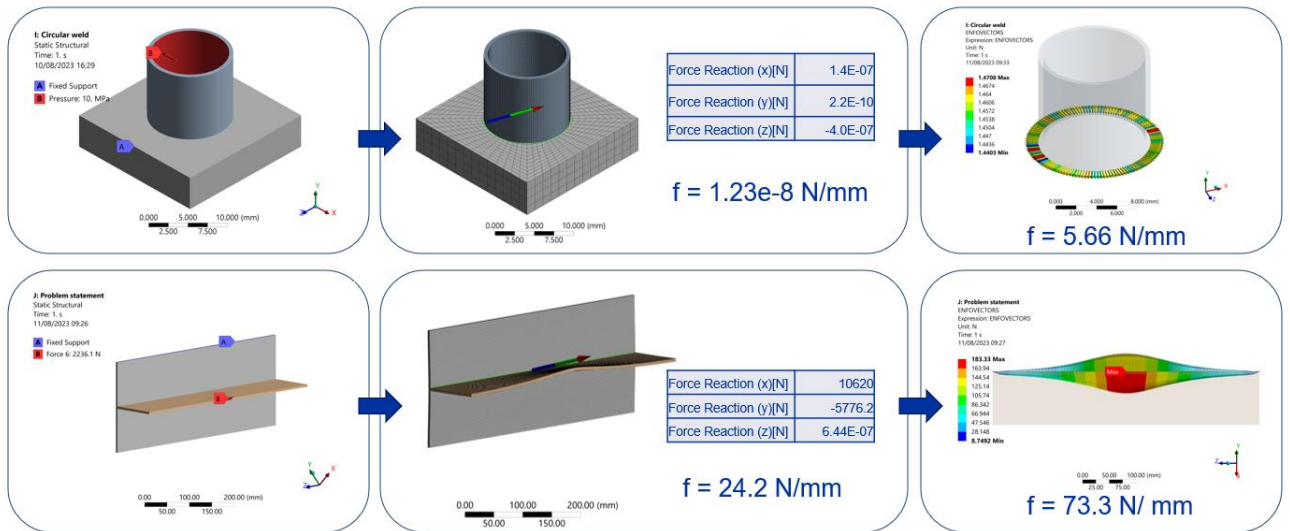 I: Circular weld
Static Structural
Time: 1. s
10/08/2023 16:29
A Fixed Support
B Pressure: 10. MPa
B
A
0.000 5.000 10.000 (mm)
2.500 7.500
Y
Z X
0.000 5.000 10.000 (mm)
2.500 7.500
Force Reaction (x)[N] 1.4E-07
Force Reaction (y)[N] 2.2E-10
Force Reaction (z)[N] -4.0E-07
f = 1.23e-8 N/mm
I: Circular weld
ENFOVECTORS
Expression: ENFOVECTORS
Unit: N
Time: 1 s
11/08/2023 09:33
1.4708 Max
1.4674
1.464
1.4606
1.4572
1.4538
1.4504
1.447
1.4436
1.4403 Min
0.000 4.000 8.000 (mm)
2.000 6.000
Y
X
Z
f = 5.66 N/mm
J: Problem statement
Static Structural
Time: 1. s
11/08/2023 09:26
A Fixed Support
B Force 6: 2236.1 N
A
B
0.00 100.00 200.00 (mm)
50.00 150.00
Y
Z X
0.00 100.00 200.00 (mm)
50.00 150.00
Force Reaction (x)[N] 10620
Force Reaction (y)[N] -5776.2
Force Reaction (z)[N] 6.44E-07
f = 24.2 N/mm
J: Problem statement
ENFOVECTORS
Expression: ENFOVECTORS
Unit: N
Time: 1 s
11/08/2023 09:27
183.33 Max
163.94
144.54
125.14
105.74
86.342
66.944
47.546
28.148
8.7492 Min
Max
0.00 50.00 100.00 (mm)
25.00 75.00
Y
Z
X
f = 73.3 N/ mm